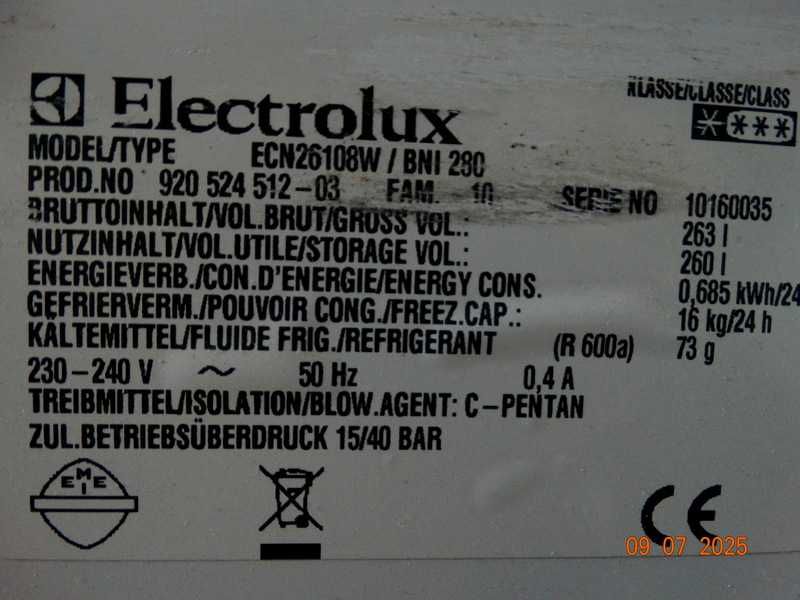 Electrolux
KLASSE/CLASSE/CLASS
MODEL/TYPE ECN26108W / BNI 280
PROD.NO 920 524 512-03 FAM. 10 SERIE NO 10160035
BRUTTOINHALT/VOL.BRUT/GROSS VOL.: 263 l
NUTZINHALT/VOL.UTILE/STORAGE VOL.: 260 l
ENERGIEVERB./CON.D'ENERGIE/ENERGY CONS. 0,685 kWh/24
GEFRIERVERM./POUVOIR CONG./FREEZ.CAP.: 16 kg/24 h
KÄLTEMITTEL/FLUIDE FRIG./REFRIGERANT (R 600a) 73 g
230-240 V ~ 50 Hz 0,4 A
TREIBMITTEL/ISOLATION/BLOW.AGENT: C-PENTAN
ZUL.BETRIEBSÜBERDRUCK 15/40 BAR
EMEI
CE
09 07 2025